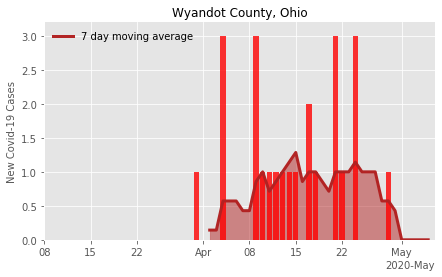 Wyandot County, Ohio
7 day moving average
New Covid-19 Cases
3.0
2.5
2.0
1.5
1.0
0.5
0.0
08 15 22 Apr 08 15 22 May
2020-May